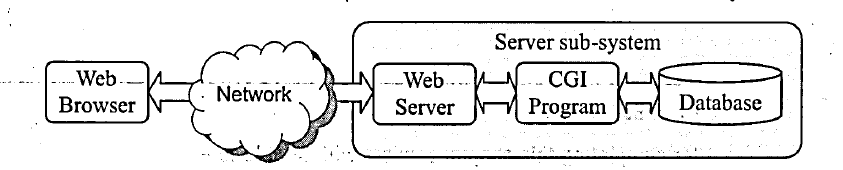 Server sub-system
Web
Browser
Network
Web
Server
CGI
Program
Database